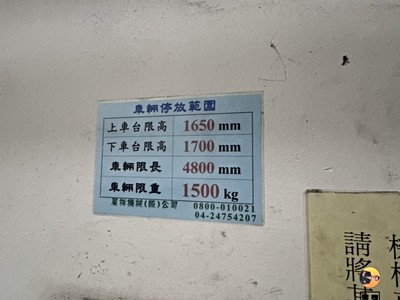 車輛停放範圍
上車台限高 1650 mm
下車台限高 1700 mm
車輛限長 4800 mm
車輛限重 1500 kg
0800-010021
04-24754207
請將